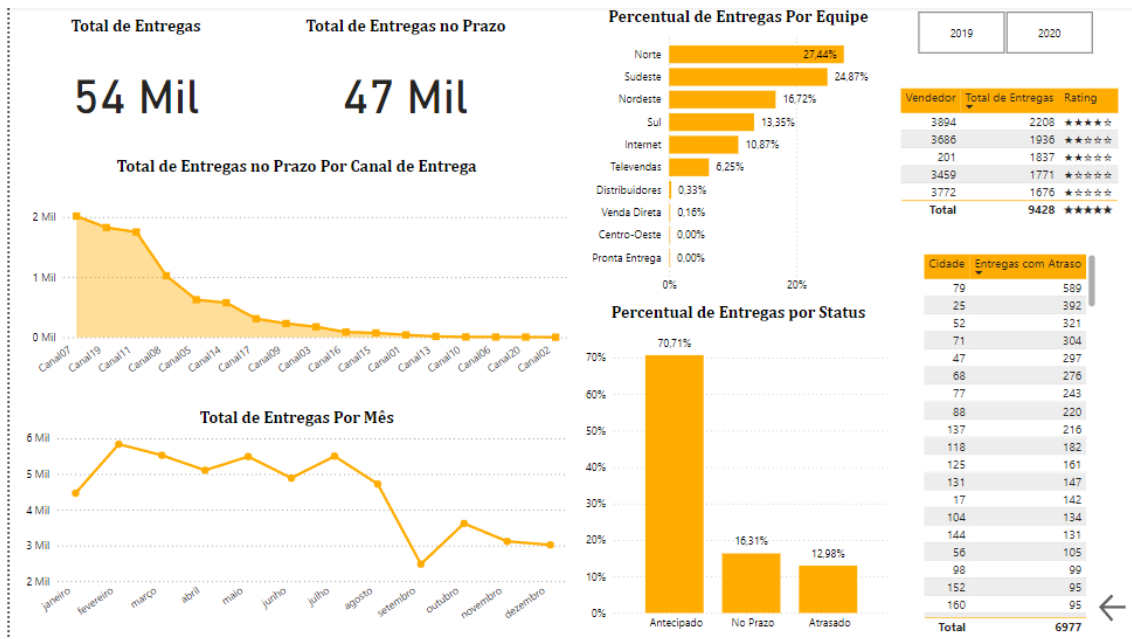 Total de Entregas
54 Mil
Total de Entregas no Prazo
47 Mil
Total de Entregas no Prazo Por Canal de Entrega
2 Mil
1 Mil
0 Mil
Canal07 Canal19 Canal11 Canal08 Canal05 Canal14 Canal17 Canal09 Canal03 Canal16 Canal15 Canal01 Canal13 Canal10 Canal06 Canal20 Canal02
Total de Entregas Por Mês
6 Mil
5 Mil
4 Mil
3 Mil
2 Mil
janeiro fevereiro março abril maio junho julho agosto setembro outubro novembro dezembro
Percentual de Entregas Por Equipe
Norte 27,44%
Sudeste 24,87%
Nordeste 16,72%
Sul 13,35%
Internet 10,87%
Televendas 6,25%
Distribuidores 0,33%
Venda Direta 0,16%
Centro-Oeste 0,00%
Pronta Entrega 0,00%
0% 20%
Percentual de Entregas por Status
70,71%
16,31%
12,98%
70%
60%
50%
40%
30%
20%
10%
0%
Antecipado No Prazo Atrasado
2019 2020
Vendedor Total de Entregas Rating
3894 2208 ★★★★☆
3686 1936 ★★☆☆☆
201 1837 ★★☆☆☆
3459 1771 ★☆☆☆☆
3772 1676 ★☆☆☆☆
Total 9428 ★★★★★
Cidade Entregas com Atraso
79 589
25 392
52 321
71 304
47 297
68 276
77 243
88 220
137 216
118 182
125 161
131 147
17 142
104 134
144 131
56 105
98 99
152 95
160 95
Total 6977